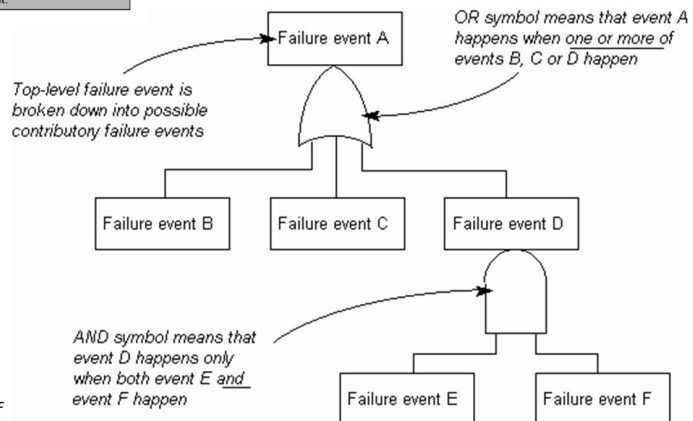 Failure event A
OR symbol means that event A
happens when one or more of
events B, C or D happen
Top-level failure event is
broken down into possible
contributory failure events
Failure event B
Failure event C
Failure event D
AND symbol means that
event D happens only
when both event E and
event F happen
Failure event E
Failure event F